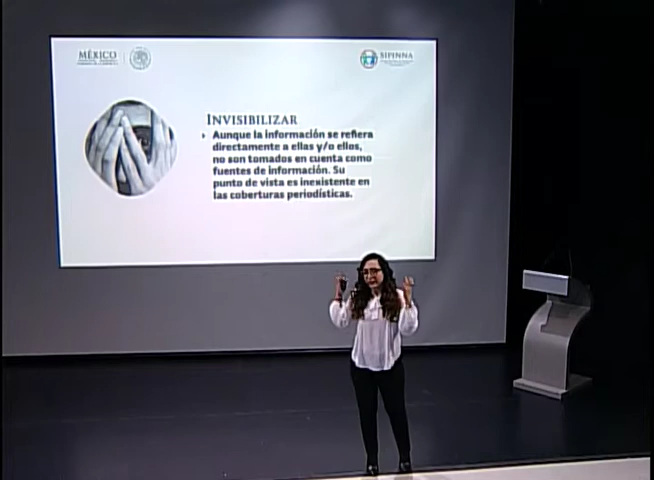 MÉXICO
SIPINNA
INVISIBILIZAR
Aunque la información se refiera
directamente a ellas y/o ellos,
no son tomados en cuenta como
fuentes de información. Su
punto de vista es inexistente en
las coberturas periodísticas.